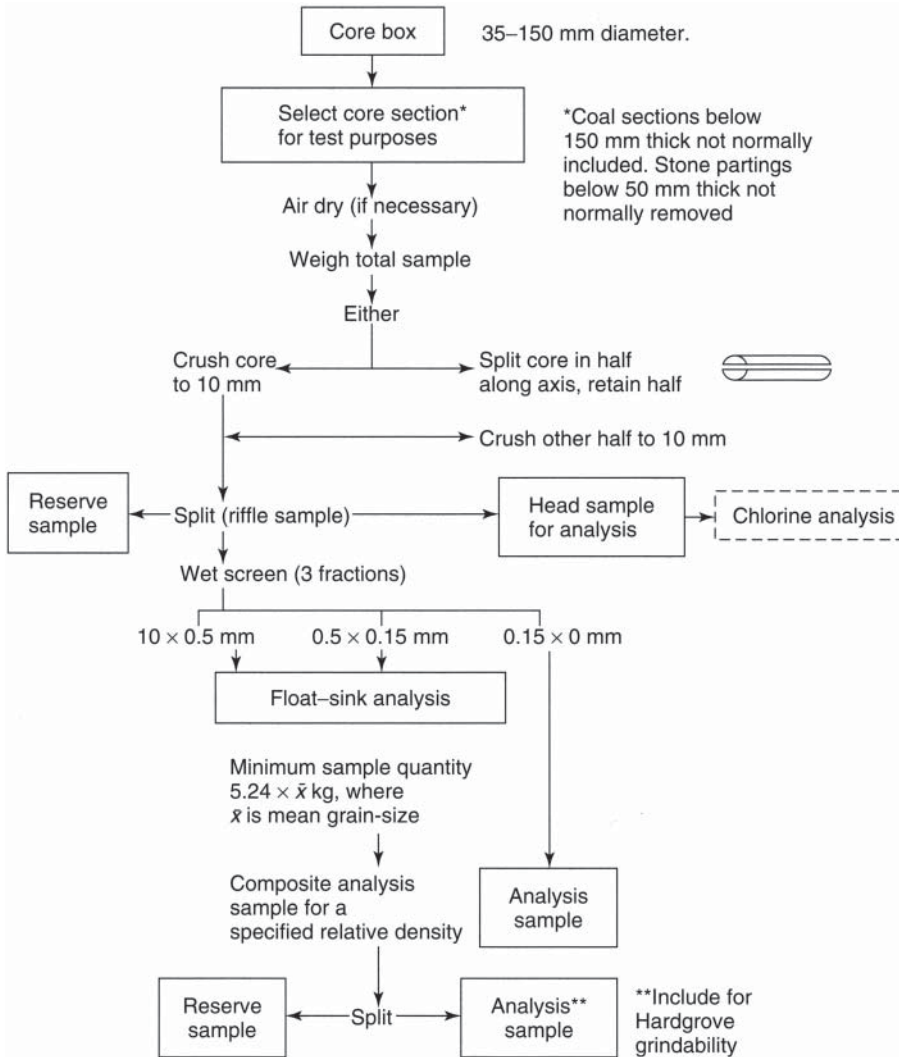 Core box
35–150 mm diameter.
Select core section*
for test purposes
*Coal sections below
150 mm thick not normally
included. Stone partings
below 50 mm thick not
normally removed
Air dry (if necessary)
Weigh total sample
Either
Crush core
to 10 mm
Split core in half
along axis, retain half
Crush other half to 10 mm
Reserve
sample
Split (riffle sample)
Head sample
for analysis
Chlorine analysis
Wet screen (3 fractions)
10 × 0.5 mm
0.5 × 0.15 mm
0.15 × 0 mm
Float–sink analysis
Minimum sample quantity
5.24 × x̄ kg, where
x̄ is mean grain-size
Composite analysis
sample for a
specified relative density
Analysis
sample
Reserve
sample
Split
Analysis**
sample
**Include for
Hardgrove
grindability